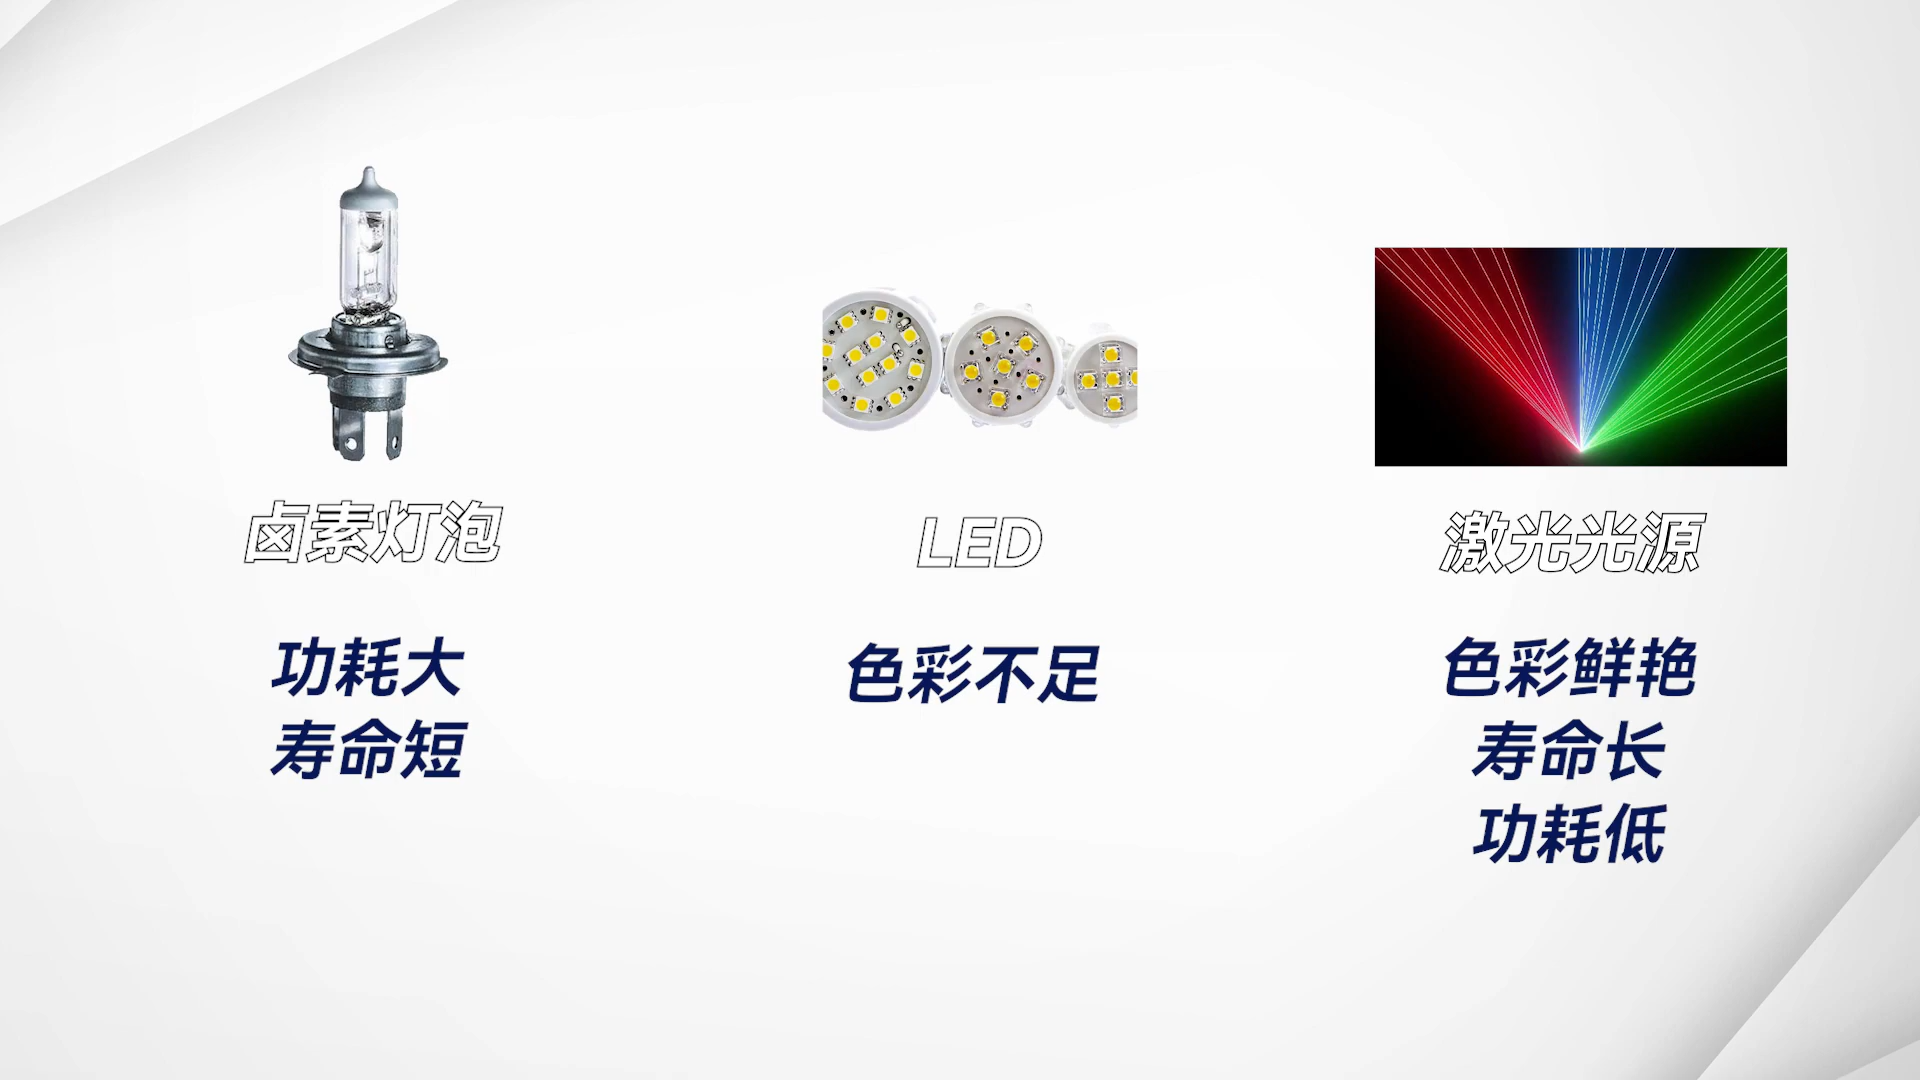 卤素灯泡
功耗大
寿命短
LED
色彩不足
激光光源
色彩鲜艳
寿命长
功耗低